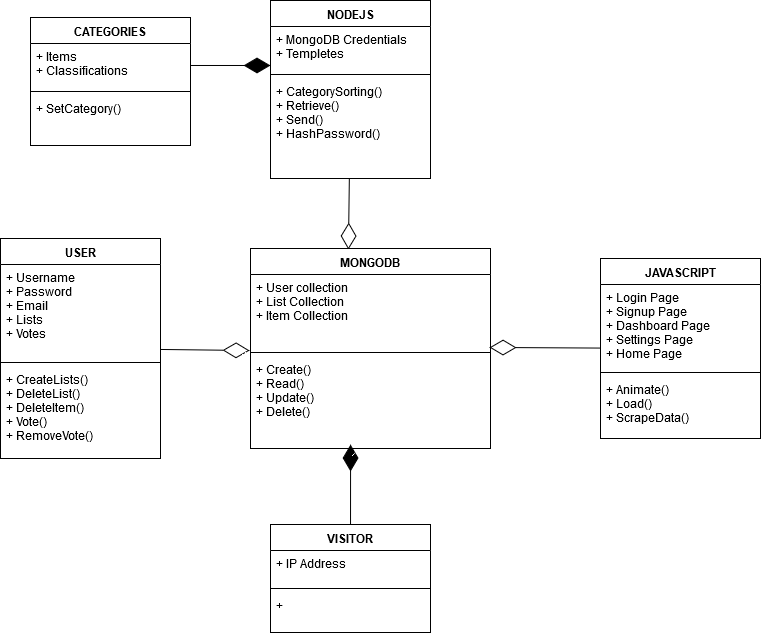 CATEGORIES
+ Items
+ Classifications
+ SetCategory()
NODEJS
+ MongoDB Credentials
+ Templetes
+ CategorySorting()
+ Retrieve()
+ Send()
+ HashPassword()
USER
+ Username
+ Password
+ Email
+ Lists
+ Votes
+ CreateLists()
+ DeleteList()
+ DeleteItem()
+ Vote()
+ RemoveVote()
MONGODB
+ User collection
+ List Collection
+ Item Collection
+ Create()
+ Read()
+ Update()
+ Delete()
JAVASCRIPT
+ Login Page
+ Signup Page
+ Dashboard Page
+ Settings Page
+ Home Page
+ Animate()
+ Load()
+ ScrapeData()
VISITOR
+ IP Address
+